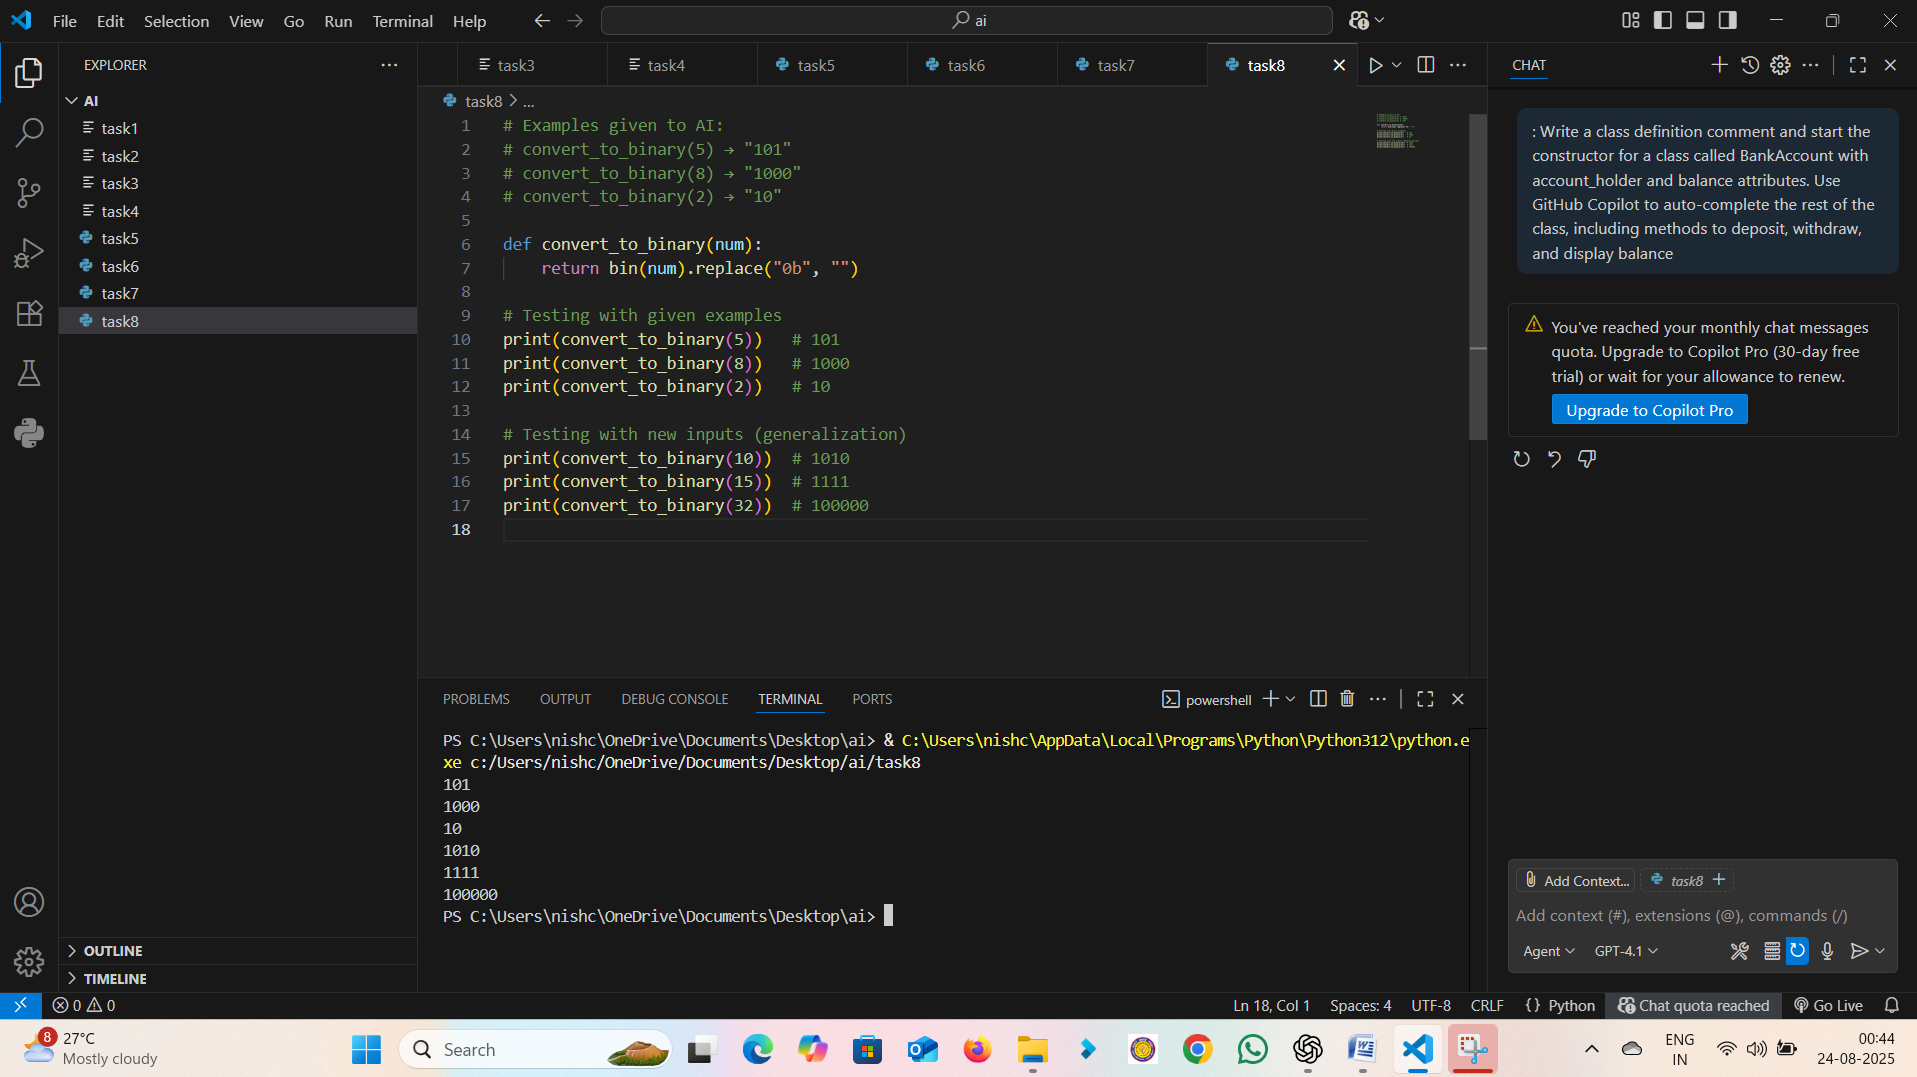 File Edit Selection View Go Run Terminal Help
ai
EXPLORER
AI
task1
task2
task3
task4
task5
task6
task7
task8
OUTLINE
TIMELINE
task3 task4 task5 task6 task7 task8
task8 > ...
1 # Examples given to AI:
2 # convert_to_binary(5) → "101"
3 # convert_to_binary(8) → "1000"
4 # convert_to_binary(2) → "10"
5
6 def convert_to_binary(num):
7 return bin(num).replace("0b", "")
8
9 # Testing with given examples
10 print(convert_to_binary(5)) # 101
11 print(convert_to_binary(8)) # 1000
12 print(convert_to_binary(2)) # 10
13
14 # Testing with new inputs (generalization)
15 print(convert_to_binary(10)) # 1010
16 print(convert_to_binary(15)) # 1111
17 print(convert_to_binary(32)) # 100000
18
PROBLEMS OUTPUT DEBUG CONSOLE TERMINAL PORTS
powershell
PS C:\Users\nishc\OneDrive\Documents\Desktop\ai> & C:\Users\nishc\AppData\Local\Programs\Python\Python312\python.e
xe c:/Users/nishc/OneDrive/Documents/Desktop/ai/task8
101
1000
10
1010
1111
100000
PS C:\Users\nishc\OneDrive\Documents\Desktop\ai>
CHAT
: Write a class definition comment and start the
constructor for a class called BankAccount with
account_holder and balance attributes. Use
GitHub Copilot to auto-complete the rest of the
class, including methods to deposit, withdraw,
and display balance
You've reached your monthly chat messages
quota. Upgrade to Copilot Pro (30-day free
trial) or wait for your allowance to renew.
Upgrade to Copilot Pro
Add Context... task8
Add context (#), extensions (@), commands (/)
Agent GPT-4.1
0 0
Ln 18, Col 1 Spaces: 4 UTF-8 CRLF {} Python Chat quota reached Go Live
8
27°C
Mostly cloudy
Search
ENG
IN
00:44
24-08-2025